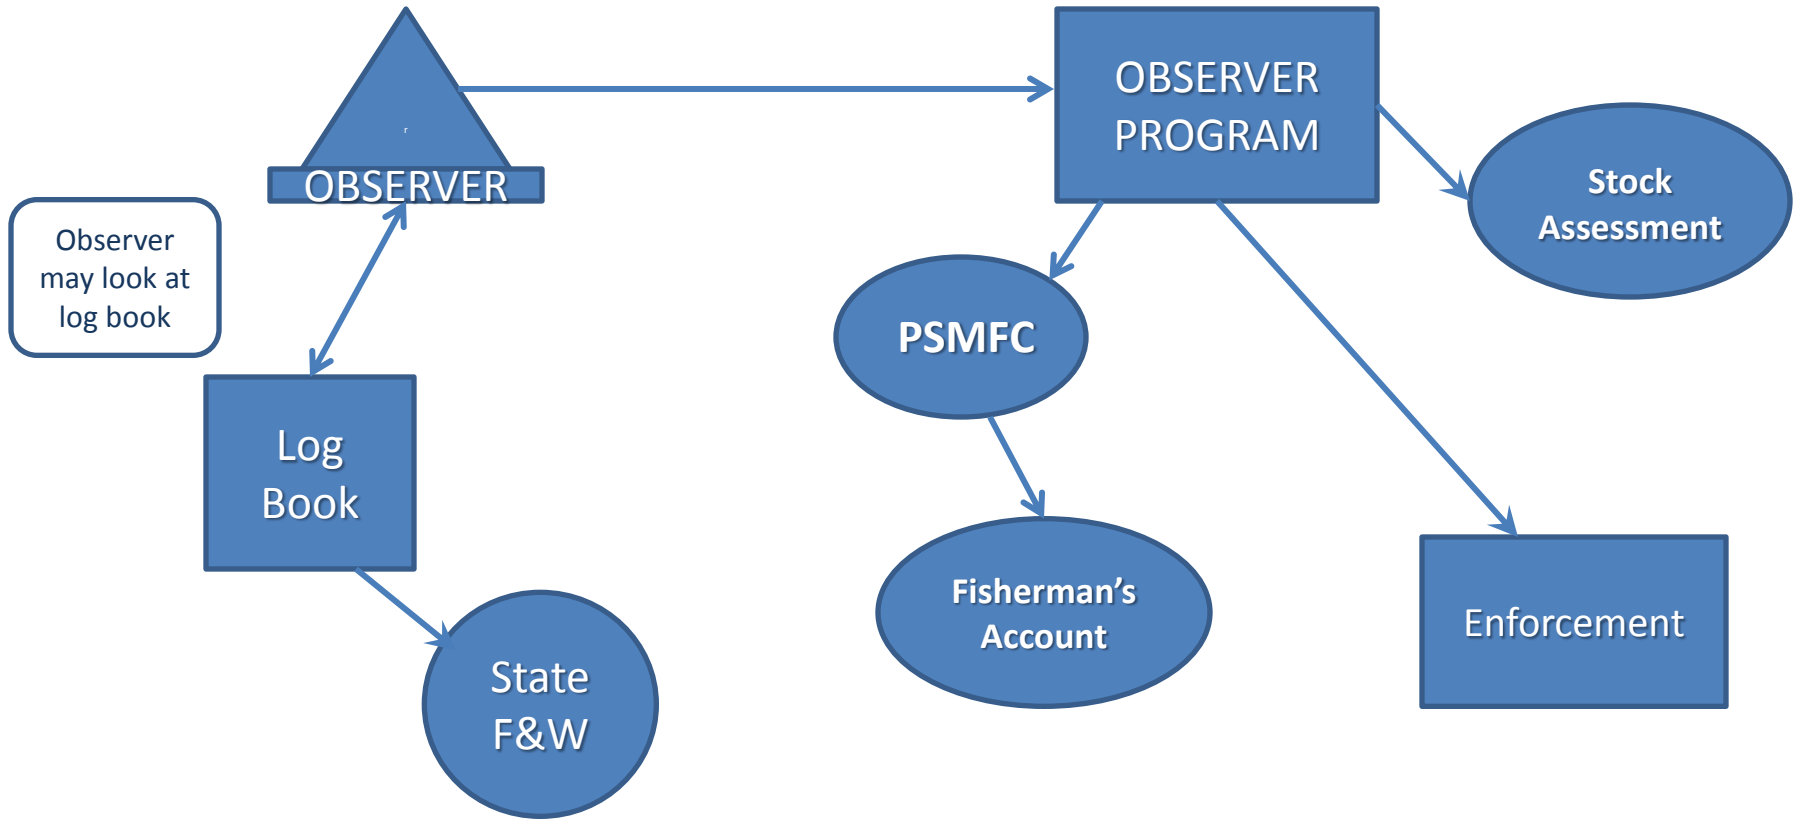 r
OBSERVER
OBSERVER
PROGRAM
Stock
Assessment
Observer
may look at
log book
PSMFC
Log
Book
Fisherman’s
Account
Enforcement
State
F&W